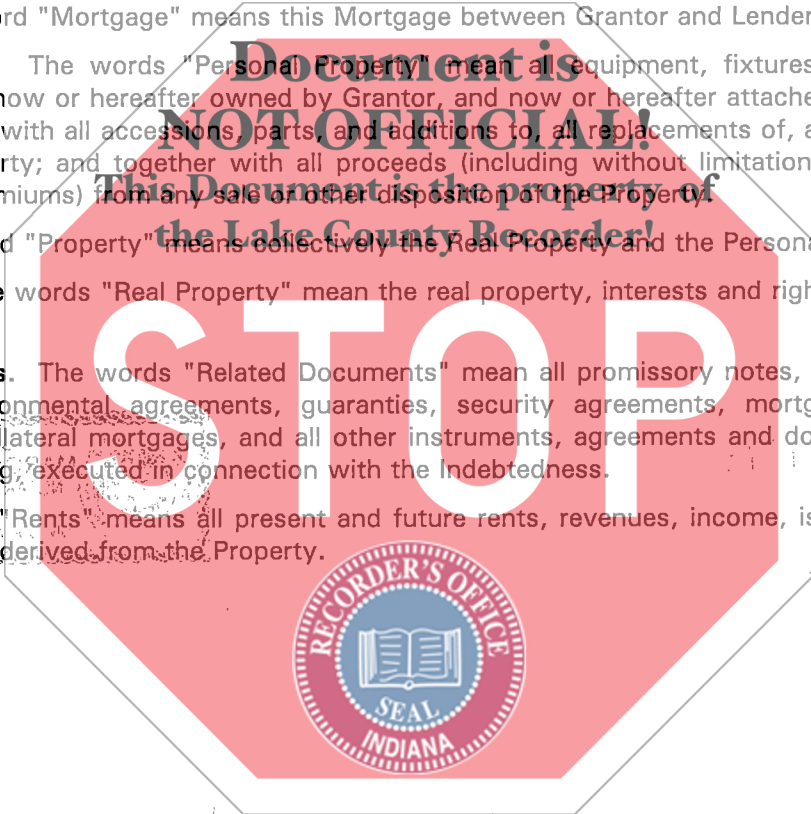 rd "Mortgage" means this Mortgage between Grantor and Lender
The words "Personal Property" mean all equipment, fixtures
now or hereafter owned by Grantor, and now or hereafter attache
with all accessions, parts, and additions to, all replacements of, a
rty; and together with all proceeds (including without limitation
miums) from any sale or other disposition of the Property.
d "Property" means collectively the Real Property and the Persona
e words "Real Property" mean the real property, interests and righ
s. The words "Related Documents" mean all promissory notes,
onmental agreements, guaranties, security agreements, mortg
llateral mortgages, and all other instruments, agreements and do
g, executed in connection with the Indebtedness.
"Rents" means all present and future rents, revenues, income, is
derived from the Property.
Document is
NOT OFFICIAL!
This Document is the property of
the Lake County Recorder!
STOP
RECORDER'S OFFICE
SEAL
INDIANA